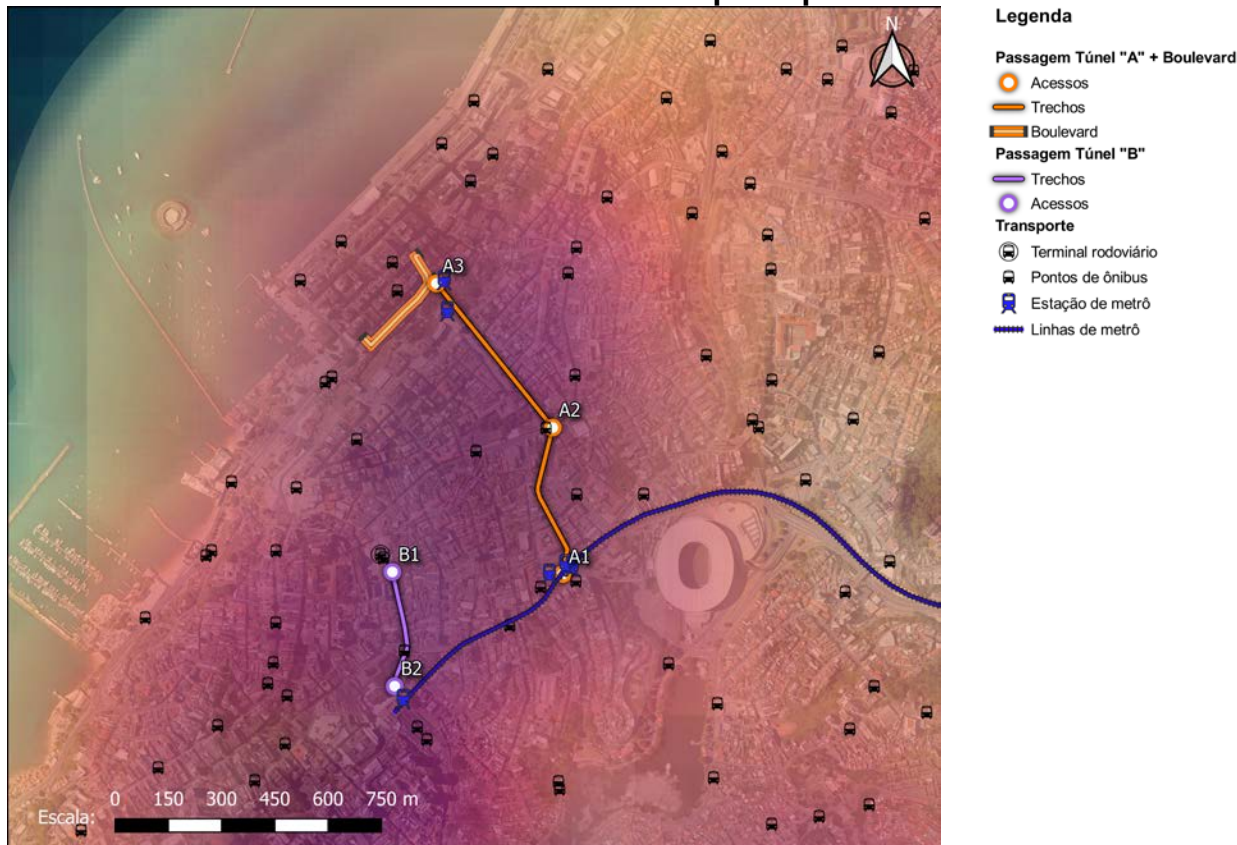 N
A3
A2
A1
B1
B2
Escala:
0 150 300 450 600 750 m
Legenda
Passagem Túnel "A" + Boulevard
Acessos
Trechos
Boulevard
Passagem Túnel "B"
Trechos
Acessos
Transporte
Terminal rodoviário
Pontos de ônibus
Estação de metrô
Linhas de metrô